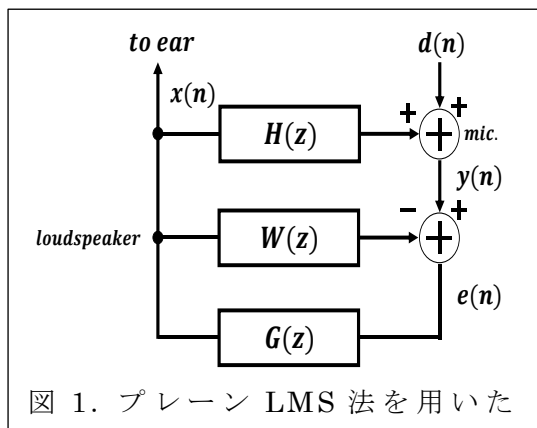 to ear
d(n)
x(n)
+ +
H(z)
+
mic.
y(n)
- +
loudspeaker
W(z)
+
e(n)
G(z)
図 1. プレーン LMS 法を用いた